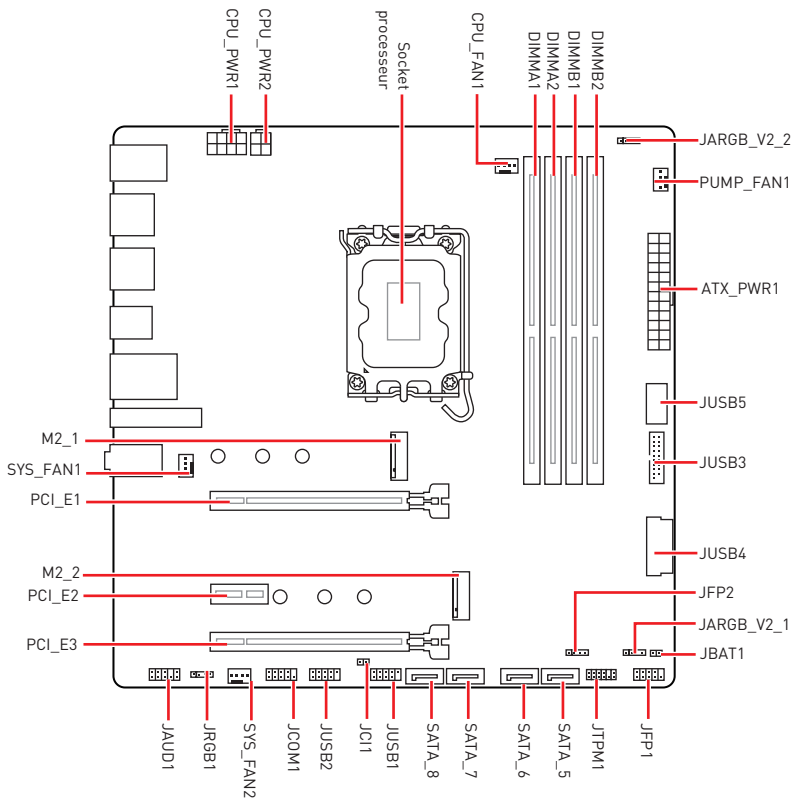 CPU_PWR1
CPU_PWR2
Socket
processeur
CPU_FAN1
DIMMA1
DIMMA2
DIMMB1
DIMMB2
JARGB_V2_2
PUMP_FAN1
ATX_PWR1
JUSB5
M2_1
JUSB3
SYS_FAN1
PCI_E1
JUSB4
M2_2
PCI_E2
JFP2
JARGB_V2_1
PCI_E3
JBAT1
JAUD1
JRGB1
SYS_FAN2
JCOM1
JUSB2
JCI1
JUSB1
SATA_8
SATA_7
SATA_6
SATA_5
JTPM1
JFP1